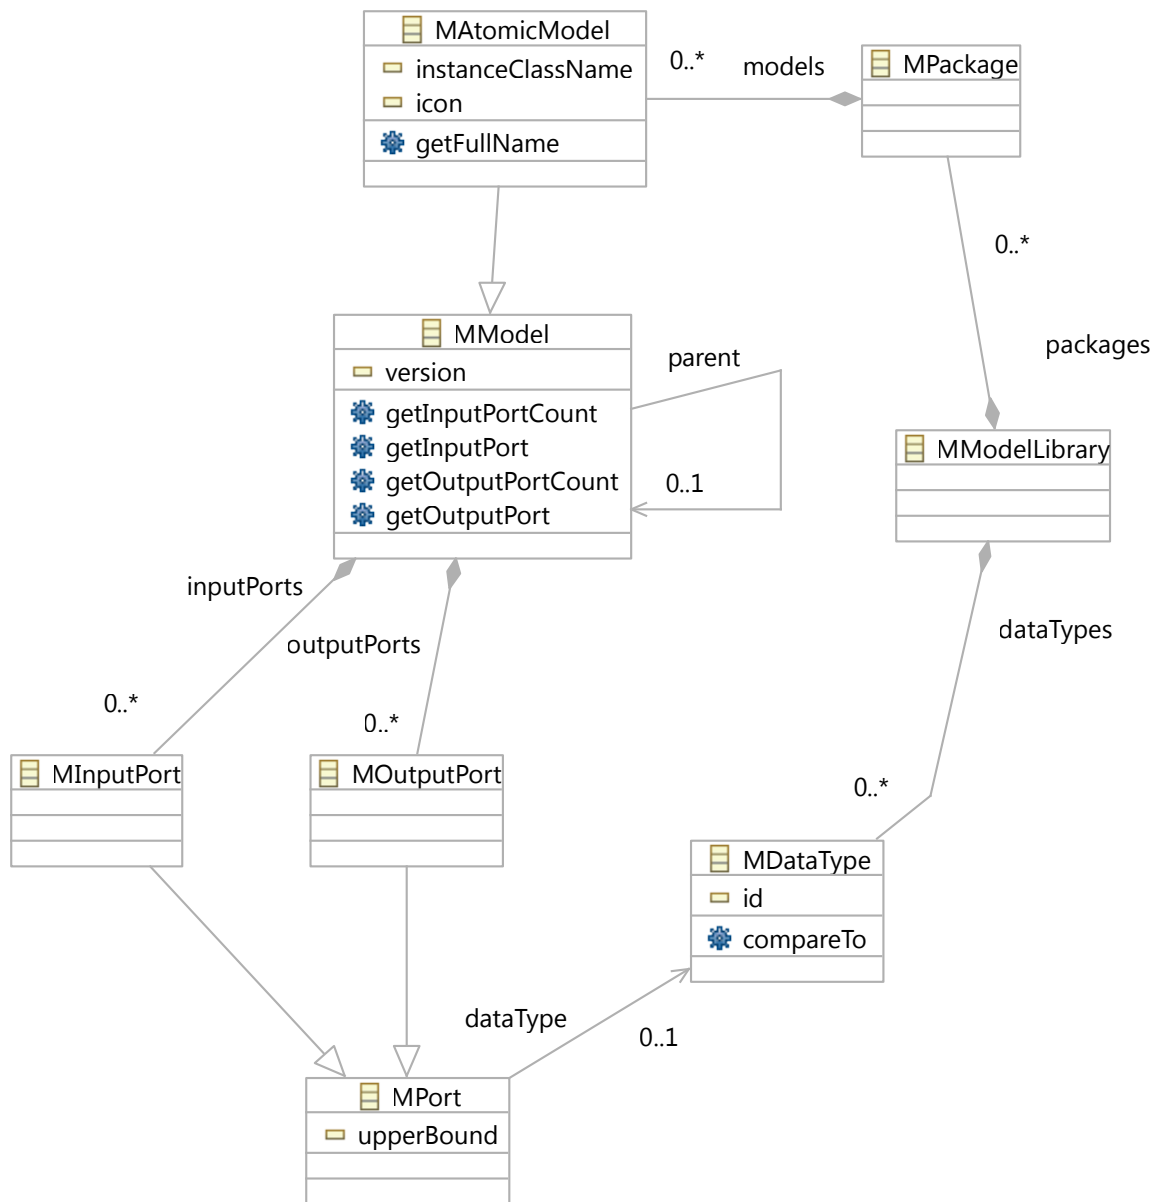 MAtomicModel
instanceClassName
icon
getFullName
0..*
models
MPackage
0..*
packages
MModel
version
getInputPortCount
getInputPort
getOutputPortCount
getOutputPort
parent
0..1
MModelLibrary
inputPorts
outputPorts
dataTypes
0..*
0..*
0..*
MInputPort
MOutputPort
MDataType
id
compareTo
dataType
0..1
MPort
upperBound